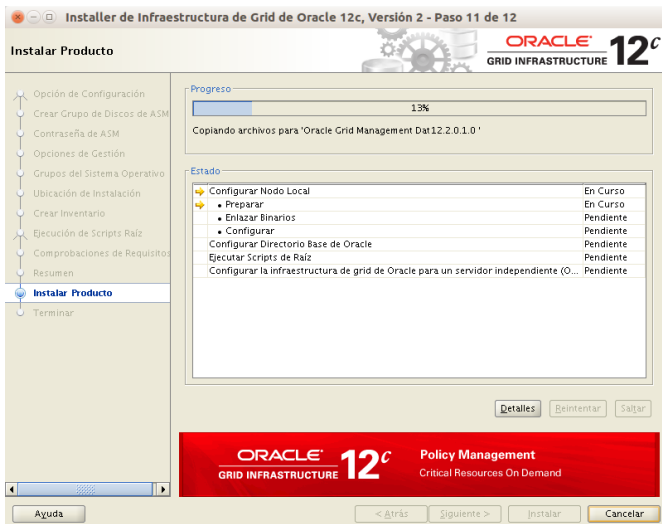 Installer de Infraestructura de Grid de Oracle 12c, Versión 2 - Paso 11 de 12
Instalar Producto
ORACLE
GRID INFRASTRUCTURE 12c
Opción de Configuración
Crear Grupo de Discos de ASM
Contraseña de ASM
Opciones de Gestión
Grupos del Sistema Operativo
Ubicación de Instalación
Crear Inventario
Ejecución de Scripts Raíz
Comprobaciones de Requisitos
Resumen
Instalar Producto
Terminar
Progreso
13%
Copiando archivos para 'Oracle Grid Management Dat12.2.0.1.0 '
Estado
Configurar Nodo Local En Curso
• Preparar En Curso
• Enlazar Binarios Pendiente
• Configurar Pendiente
Configurar Directorio Base de Oracle Pendiente
Ejecutar Scripts de Raíz Pendiente
Configurar la infraestructura de grid de Oracle para un servidor independiente (O... Pendiente
Detalles Reintentar Saltar
ORACLE
GRID INFRASTRUCTURE 12c
Policy Management
Critical Resources On Demand
Ayuda < Atrás Siguiente > Instalar Cancelar